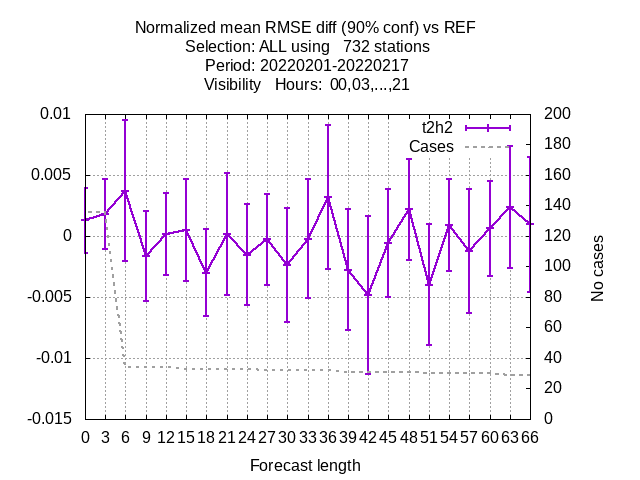 Normalized mean RMSE diff (90% conf) vs REF
Selection: ALL using   732 stations
Period: 20220201-20220217
Visibility   Hours:  00,03,...,21
0.01
0.005
0
-0.005
-0.01
-0.015
200
180
160
140
120
100
80
60
40
20
0
t2h2
Cases
No cases
0 3 6 9 12 15 18 21 24 27 30 33 36 39 42 45 48 51 54 57 60 63 66
Forecast length